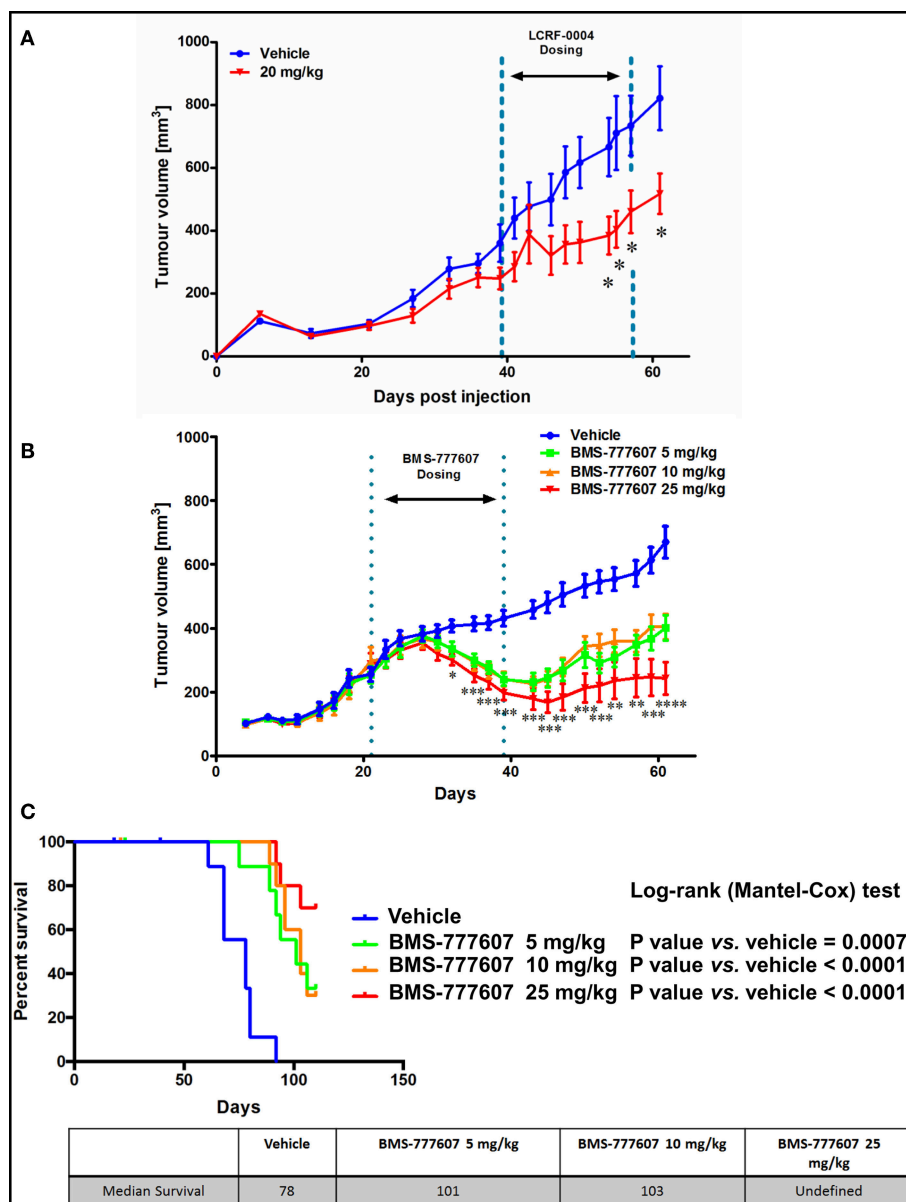 A
1000
800
600
400
200
0
Tumour volume [mm³]
Vehicle
20 mg/kg
LCRF-0004
Dosing
*
*
*
*
0 20 40 60
Days post injection
B
1000
800
600
400
200
0
Tumour volume [mm³]
BMS-777607
Dosing
Vehicle
BMS-777607 5 mg/kg
BMS-777607 10 mg/kg
BMS-777607 25 mg/kg
*
***
***
***
***
***
***
***
***
**
**
***
****
0 20 40 60
Days
C
100
80
60
40
20
0
Percent survival
0 50 100 150
Days
Log-rank (Mantel-Cox) test
Vehicle
BMS-777607 5 mg/kg P value vs. vehicle = 0.0007
BMS-777607 10 mg/kg P value vs. vehicle < 0.0001
BMS-777607 25 mg/kg P value vs. vehicle < 0.0001
Vehicle BMS-777607 5 mg/kg BMS-777607 10 mg/kg BMS-777607 25
mg/kg
Median Survival 78 101 103 Undefined